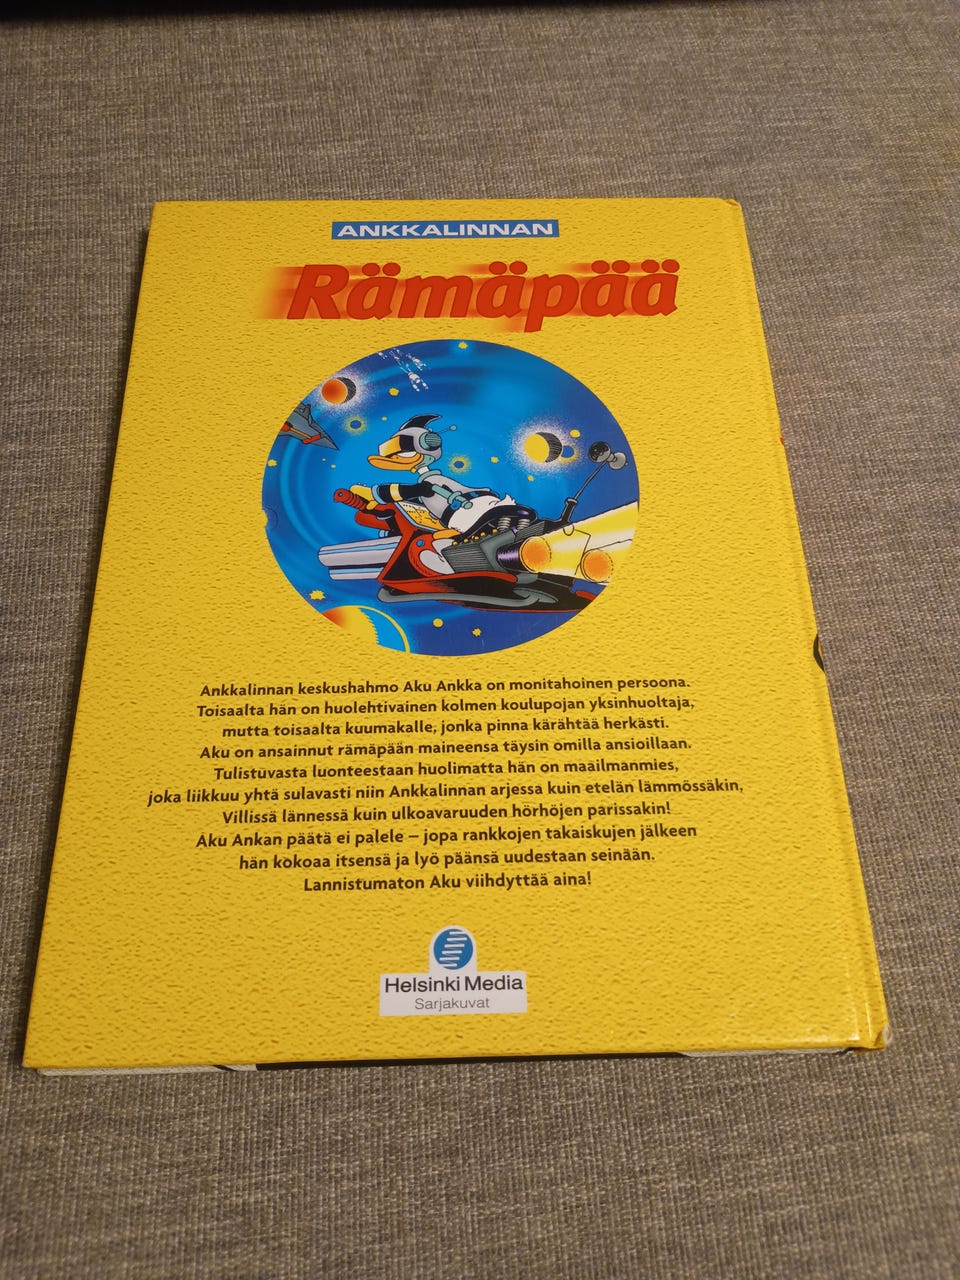 ANKKALINNAN
Rämäpää
Ankkalinnan keskushahmo Aku Ankka on monitahoinen persoona.
Toisaalta hän on huolehtivainen kolmen koulupojan yksinhuoltaja,
mutta toisaalta kuumakalle, jonka pinna kärähtää herkästi.
Aku on ansainnut rämäpään maineensa täysin omilla ansioillaan.
Tulistuvasta luonteestaan huolimatta hän on maailmanmies,
joka liikkuu yhtä sulavasti niin Ankkalinnan arjessa kuin etelän lämmössäkin,
Villissä lännessä kuin ulkoavaruuden hörhöjen parissakin!
Aku Ankan päätä ei palele – jopa rankkojen takaiskujen jälkeen
hän kokoaa itsensä ja lyö päänsä uudestaan seinään.
Lannistumaton Aku viihdyttää aina!
Helsinki Media
Sarjakuvat